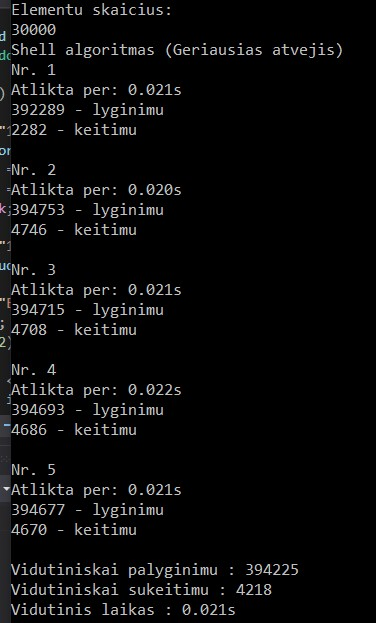 Elementu skaicius:
30000
Shell algoritmas (Geriausias atvejis)
Nr. 1
Atlikta per: 0.021s
392289 - lyginimu
2282 - keitimu
Nr. 2
Atlikta per: 0.020s
394753 - lyginimu
4746 - keitimu
Nr. 3
Atlikta per: 0.021s
394715 - lyginimu
4708 - keitimu
Nr. 4
Atlikta per: 0.022s
394693 - lyginimu
4686 - keitimu
Nr. 5
Atlikta per: 0.021s
394677 - lyginimu
4670 - keitimu
Vidutiniskai palyginimu : 394225
Vidutiniskai sukeitimu : 4218
Vidutinis laikas : 0.021s